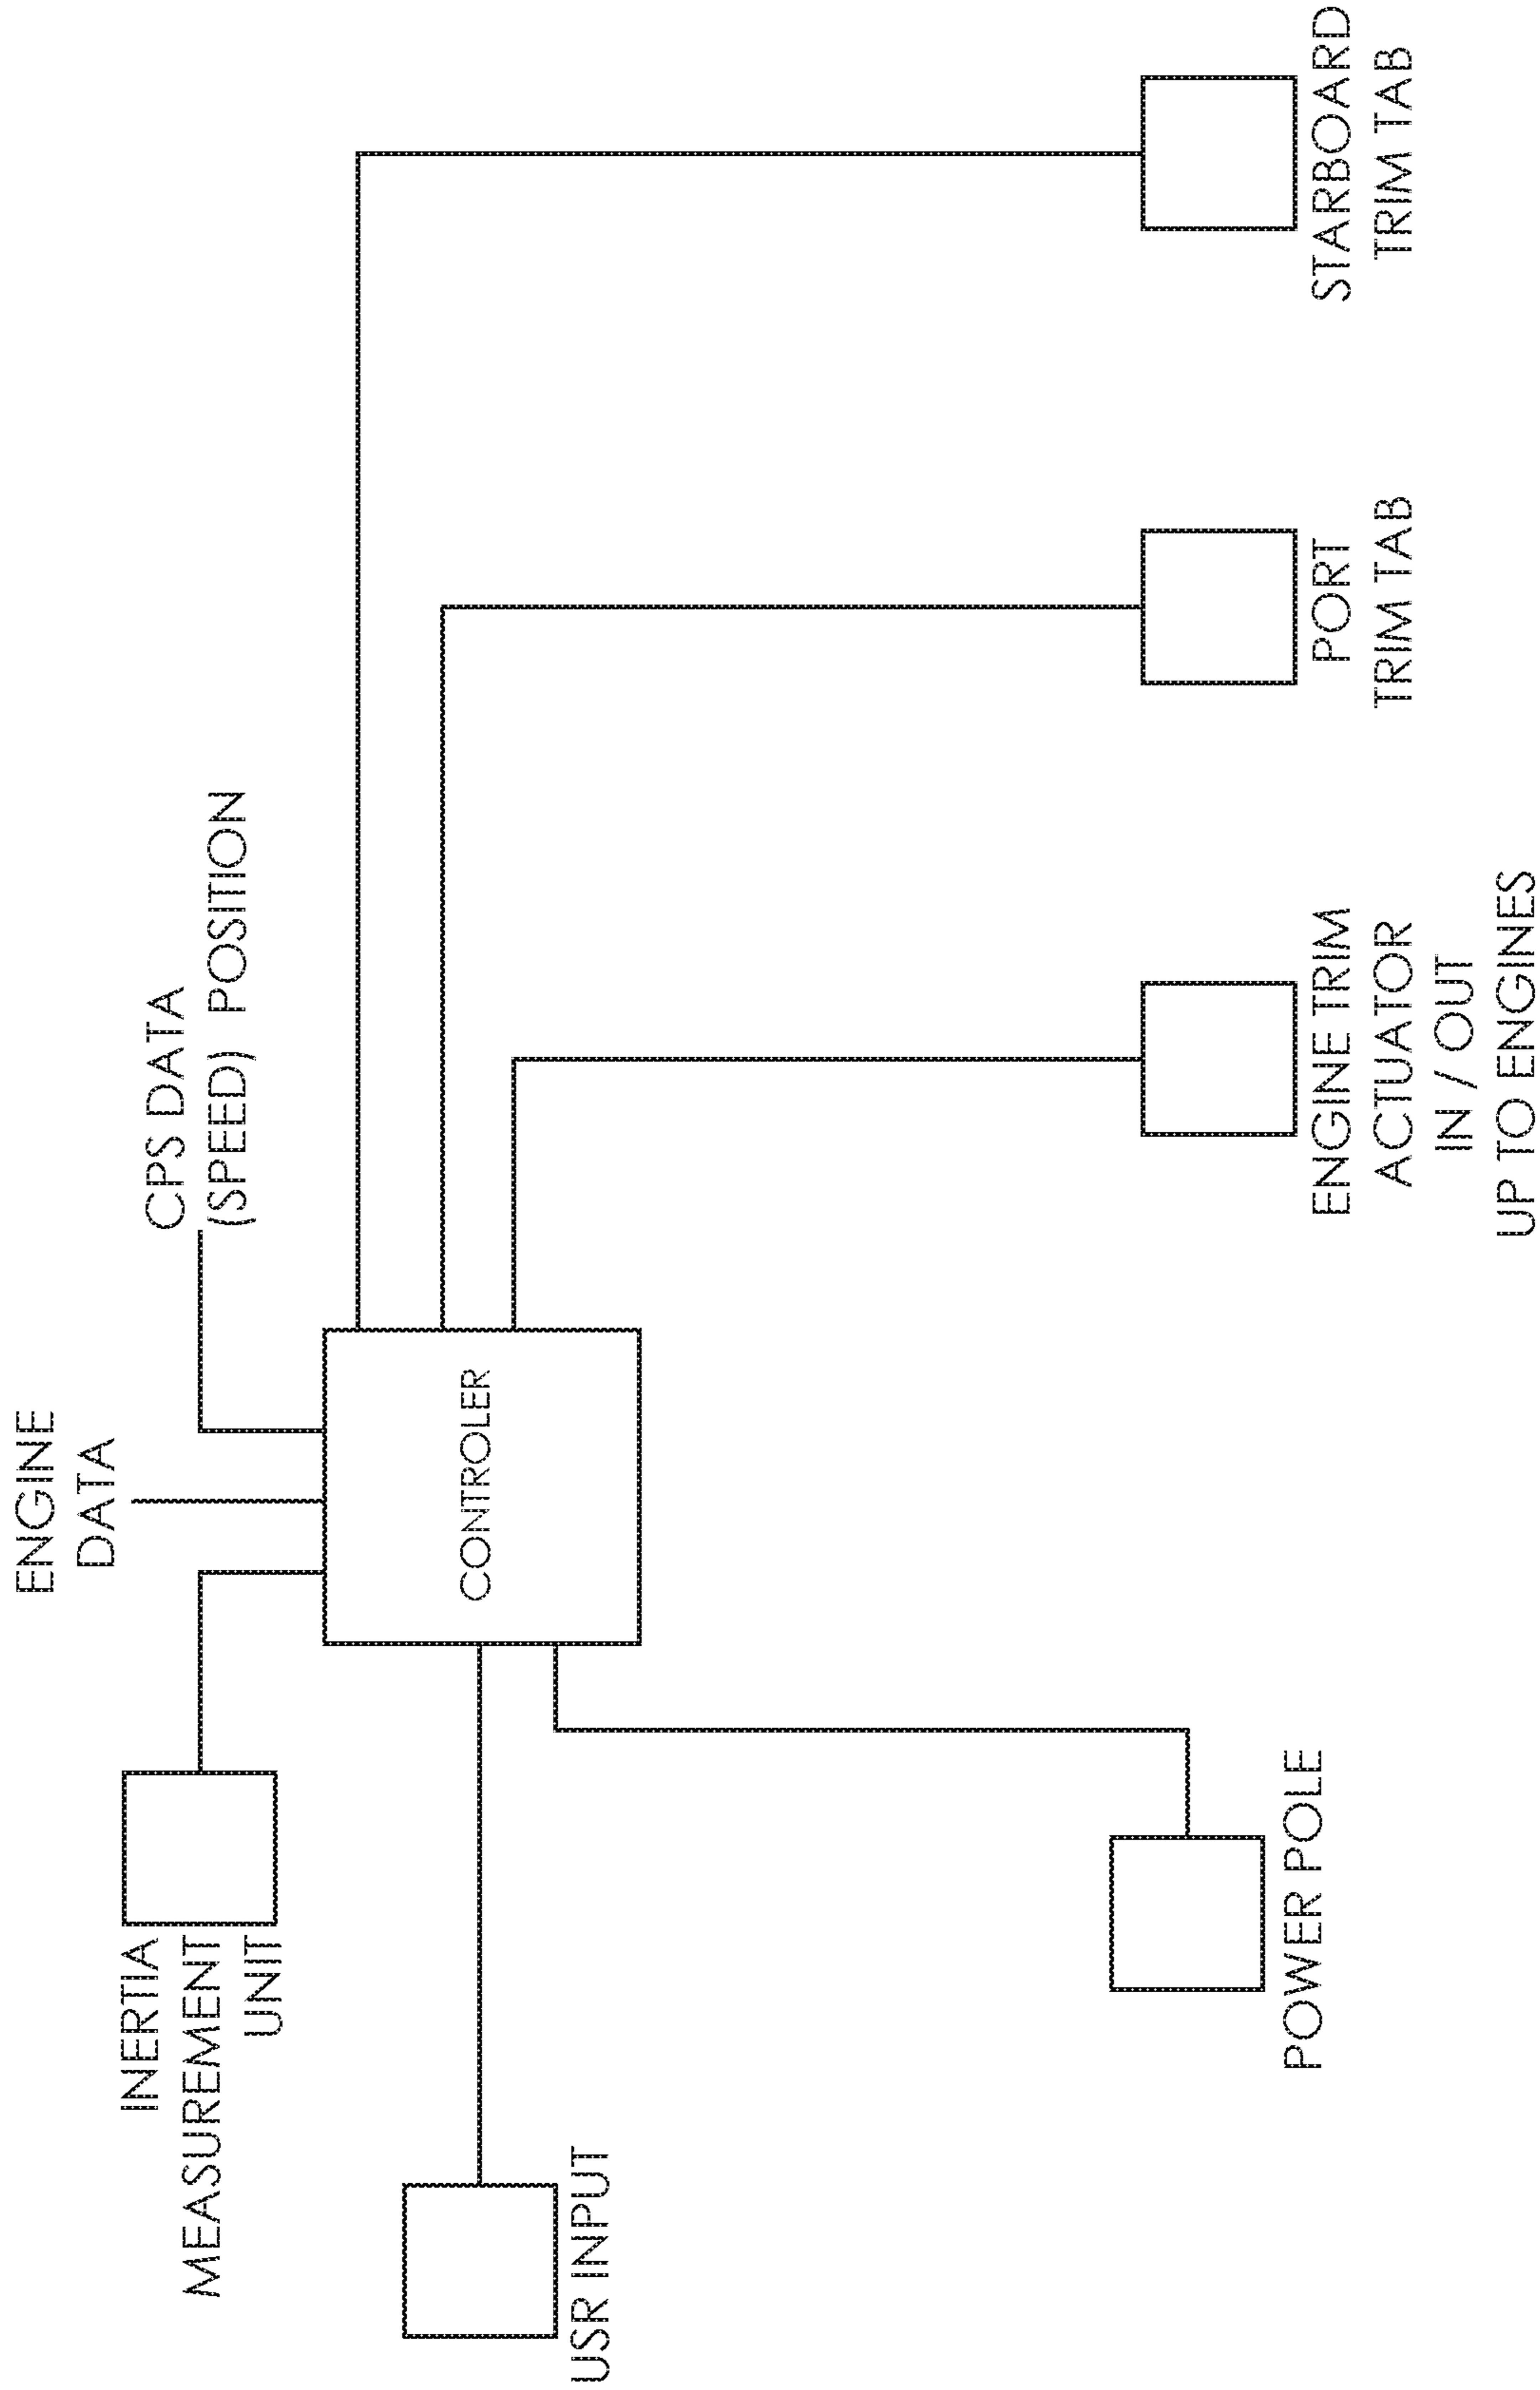 ENGINE
DATA
INERTIA
MEASUREMENT
UNIT
CPS DATA
(SPEED) POSITION
CONTROLER
USR INPUT
POWER POLE
ENGINE TRIM
ACTUATOR
IN / OUT
UP TO ENGINES
PORT
TRIM TAB
STARBOARD
TRIM TAB